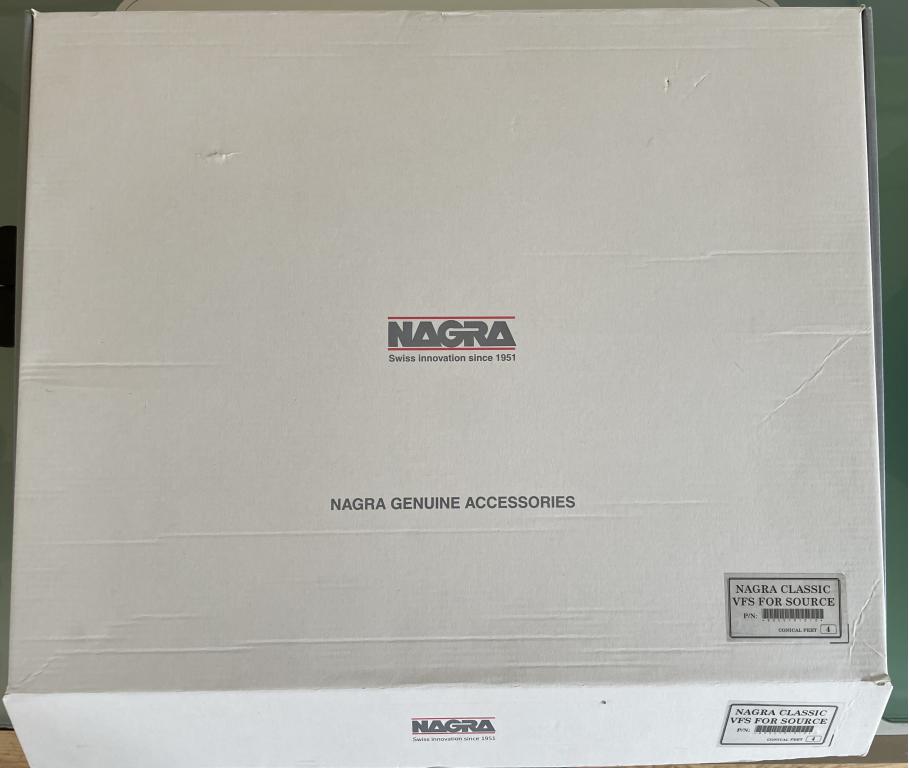 NAGRA
Swiss innovation since 1951
NAGRA GENUINE ACCESSORIES
NAGRA CLASSIC
VFS FOR SOURCE
P/N:
CONICAL FEET 4
NAGRA
Swiss innovation since 1951
NAGRA CLASSIC
VFS FOR SOURCE
P/N:
CONICAL FEET 4